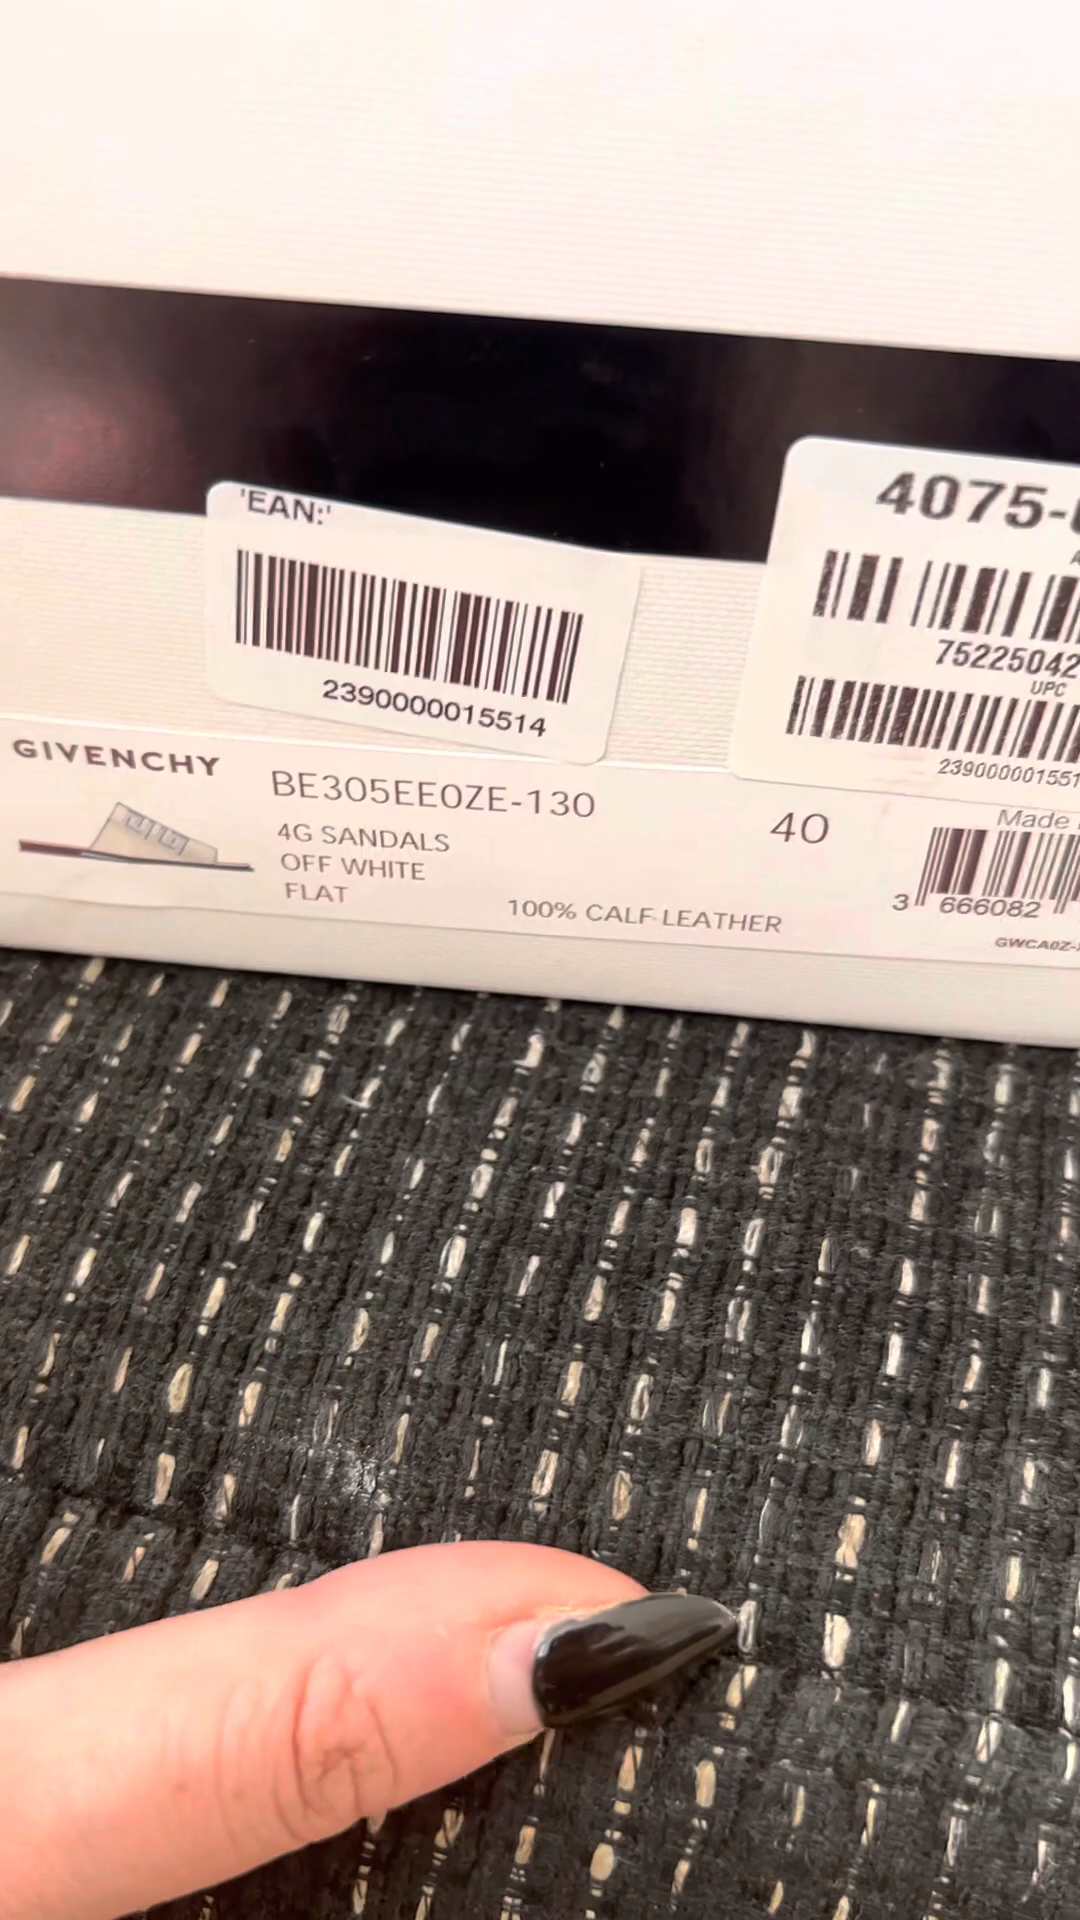 'EAN:'
2390000015514
4075-
75225042
UPC
239000001551
GIVENCHY
BE305EE0ZE-130
40
4G SANDALS
OFF WHITE
FLAT
100% CALF LEATHER
Made
3 666082
GWCA0Z-